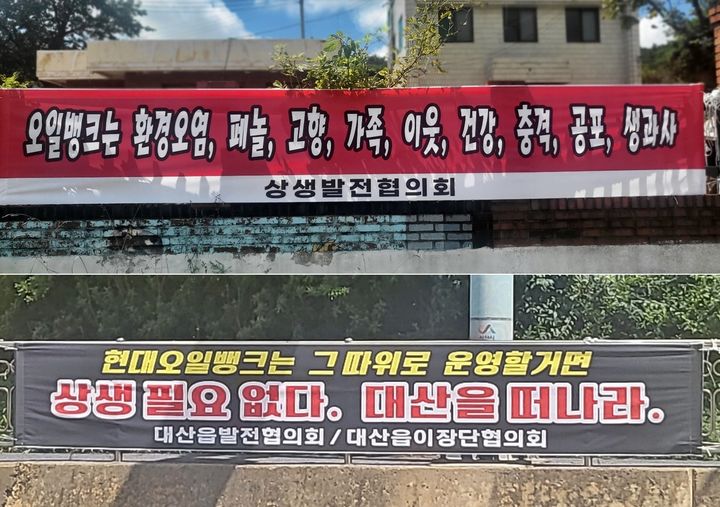 오일뱅크는 환경오염, 페놀, 고향, 가족, 이웃, 건강, 충격, 공포, 생과사
상생발전협의회
현대오일뱅크는 그따위로 운영할거면
상생 필요 없다. 대산을 떠나라.
대산읍발전협의회 / 대산읍이장단협의회